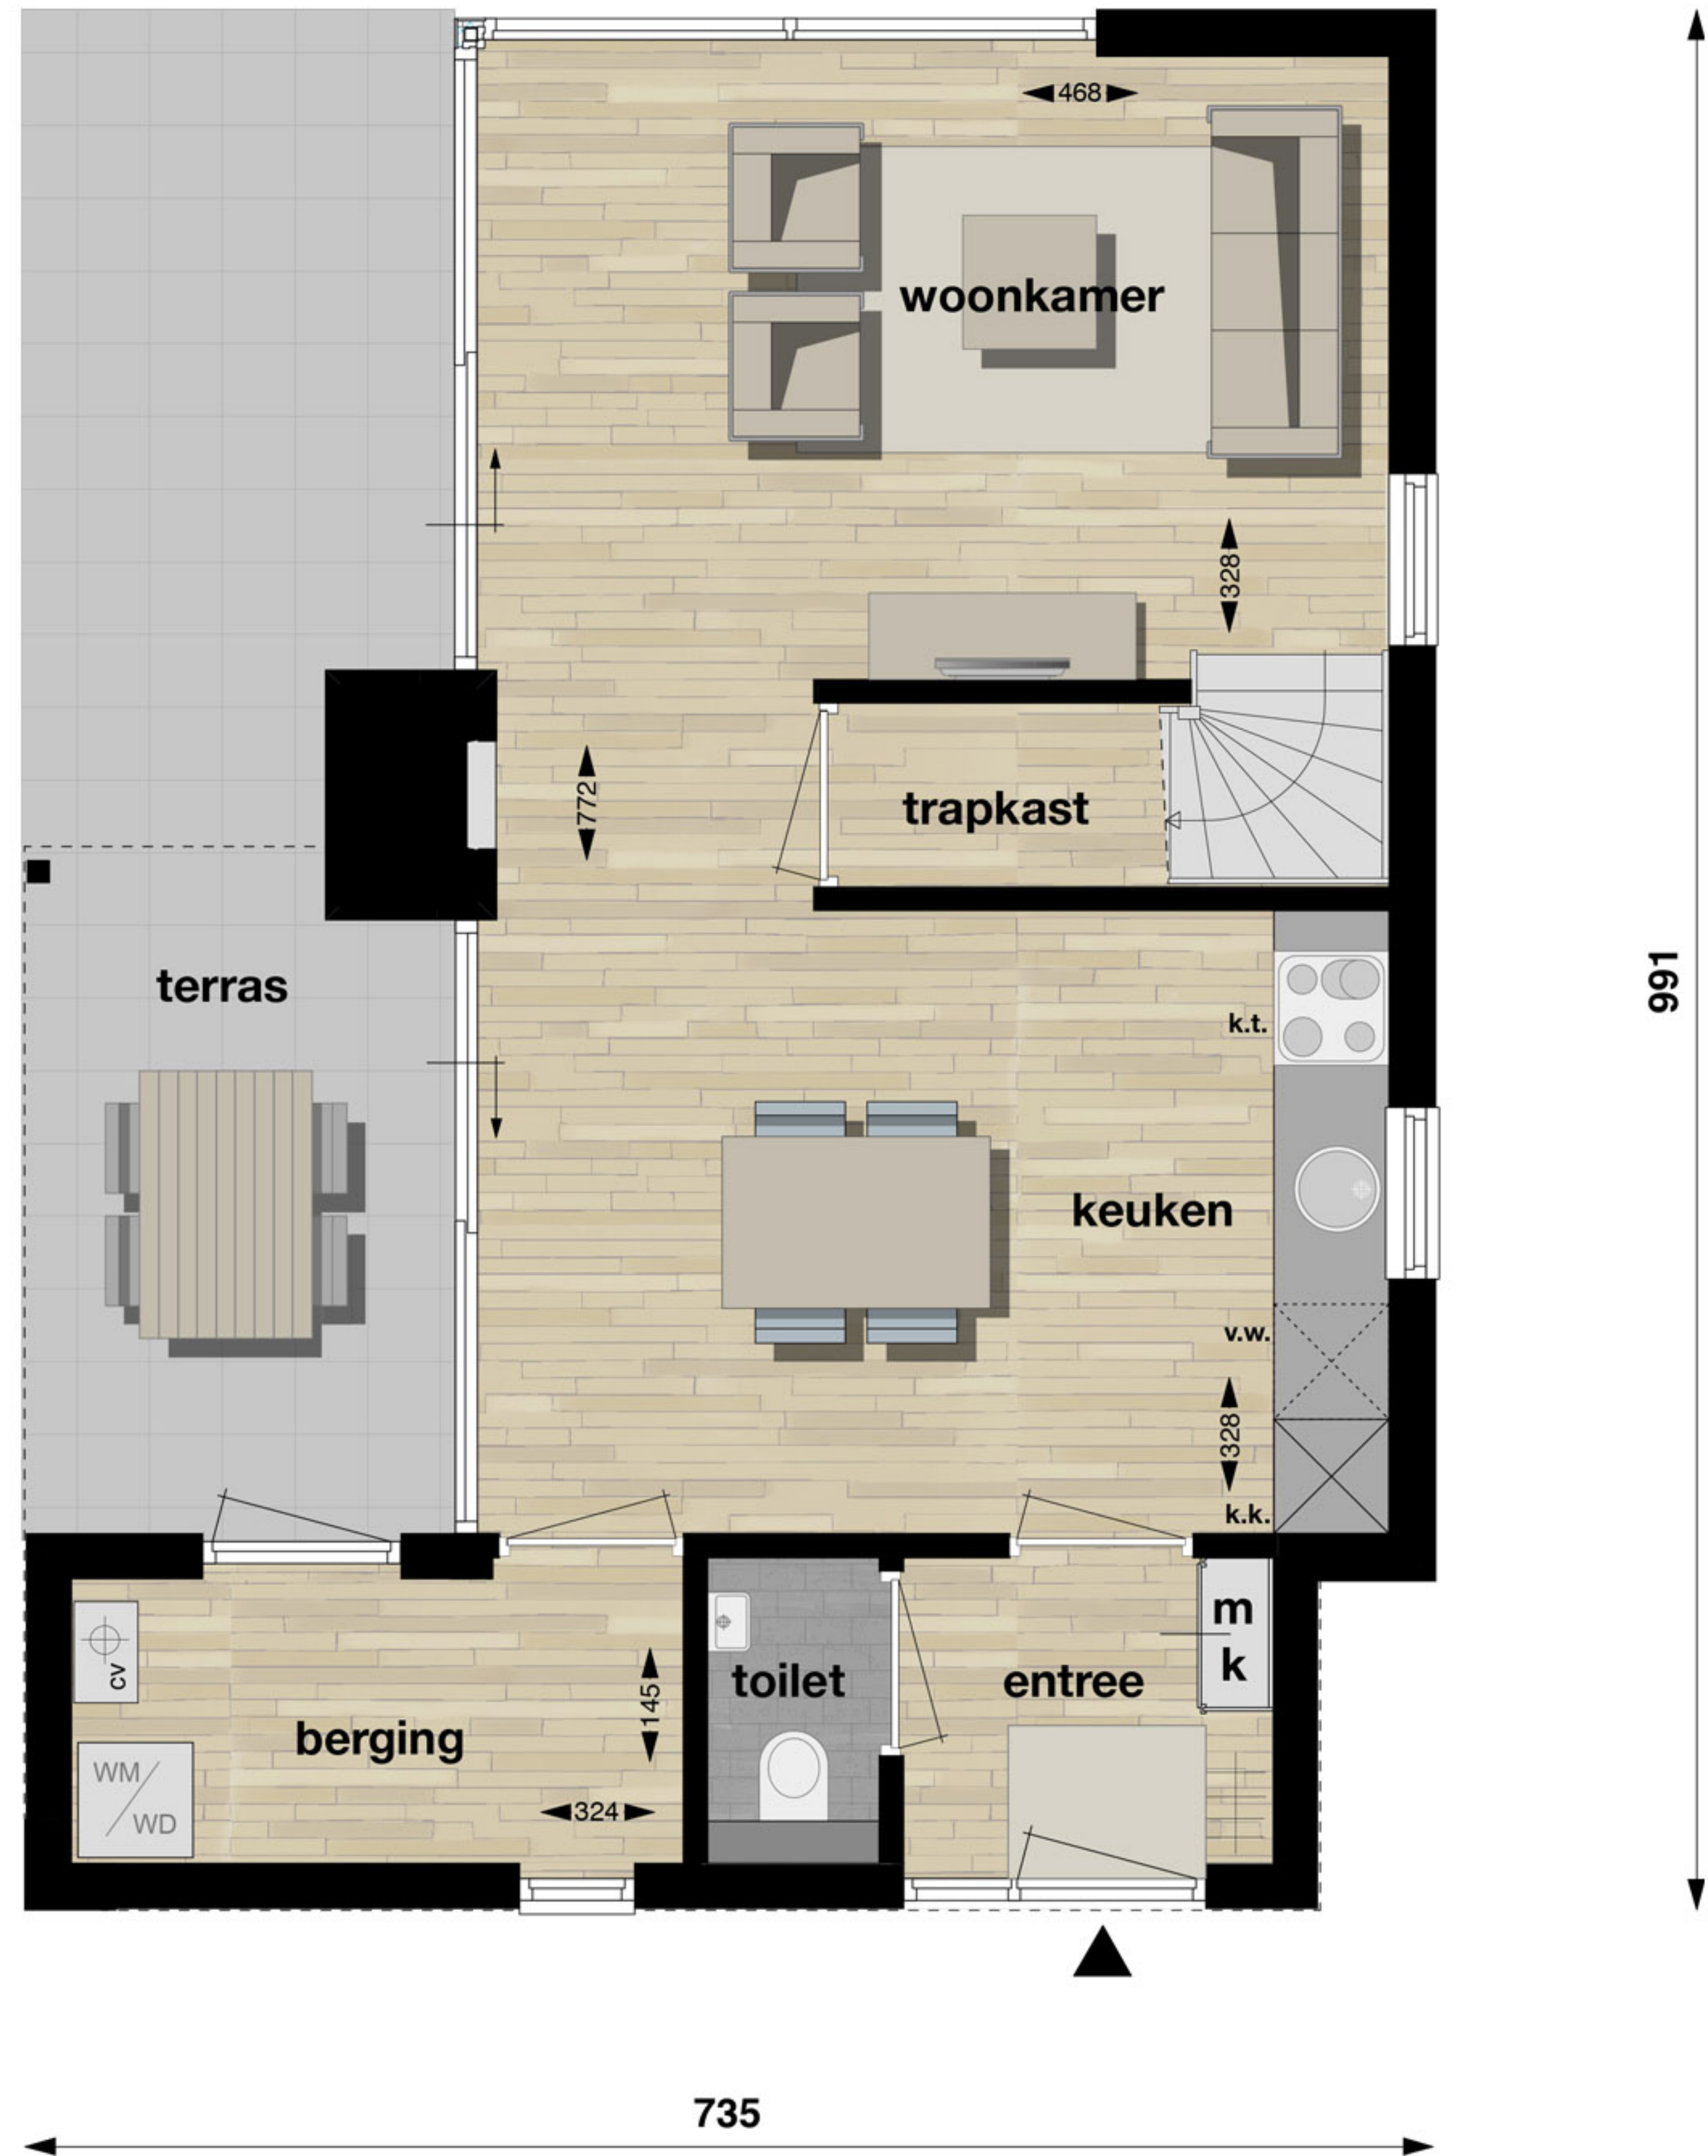 468
woonkamer
328
772
trapkast
terras
k.t.
keuken
v.w.
328
k.k.
991
m
k
cv
toilet
entree
145
berging
WM
WD
324
735